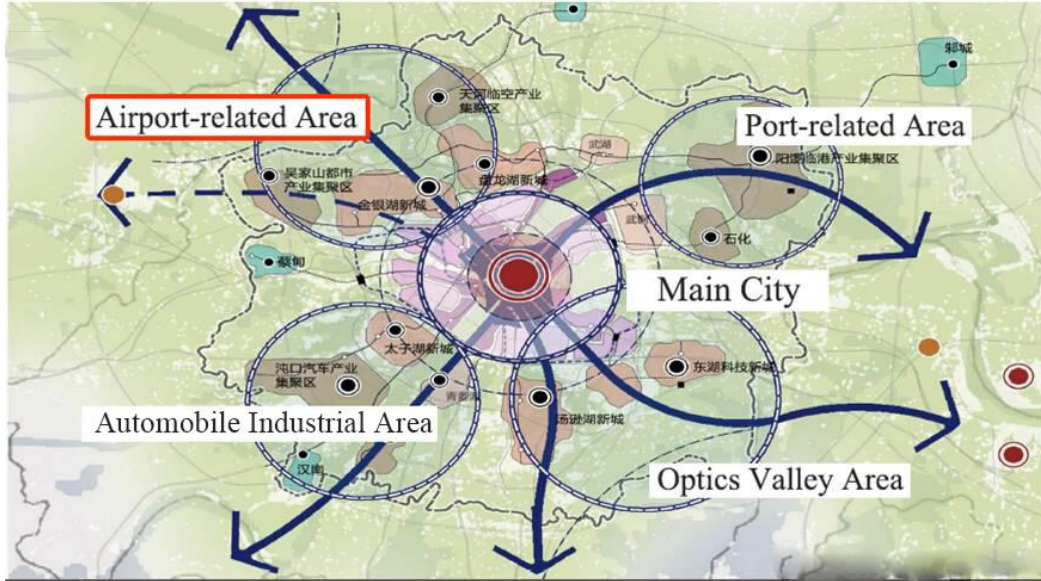 邾城
天河临空产业
集聚区
Airport-related Area
Port-related Area
武湖
阳逻临港产业集聚区
吴家山都市
产业集聚区
盘龙湖新城
金银湖新城
石化
蔡甸
Main City
太子湖新城
沌口汽车产业
集聚区
东湖科技新城
Automobile Industrial Area
汤逊湖新城
汉南
Optics Valley Area